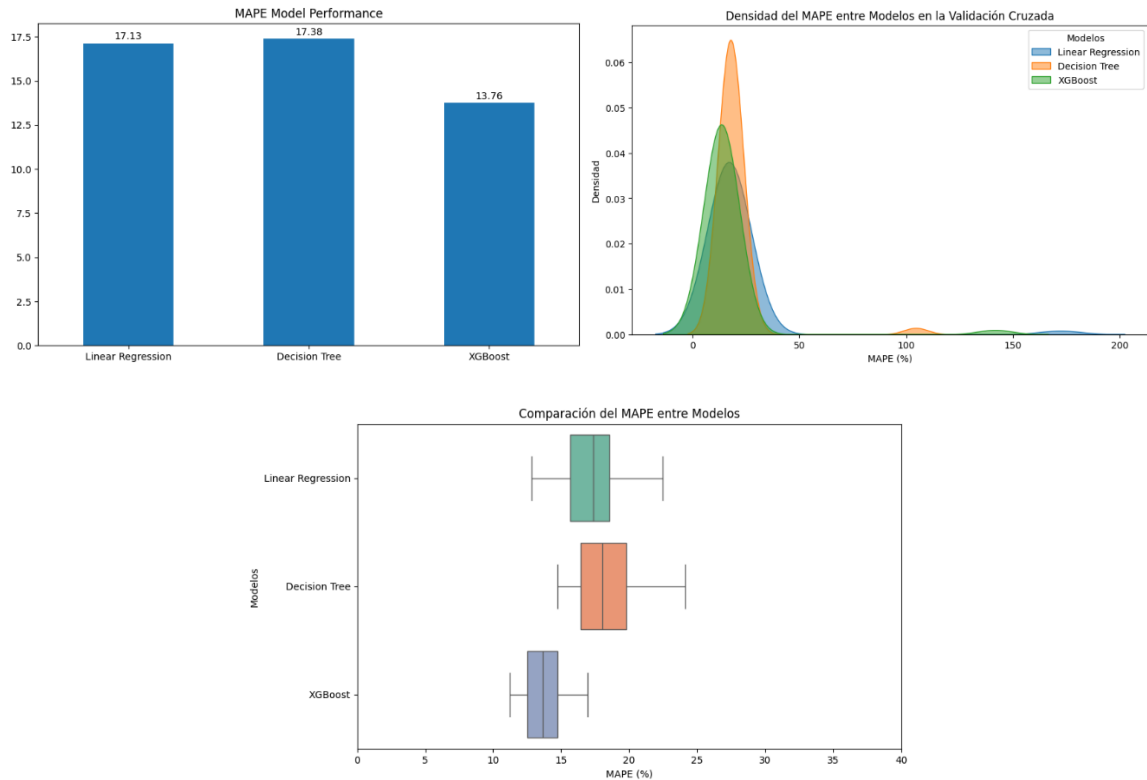 MAPE Model Performance
17.5
15.0
12.5
10.0
7.5
5.0
2.5
0.0
17.13
17.38
13.76
Linear Regression
Decision Tree
XGBoost
Densidad del MAPE entre Modelos en la Validación Cruzada
Modelos
Linear Regression
Decision Tree
XGBoost
Densidad
0.06
0.05
0.04
0.03
0.02
0.01
0.00
0
50
100
150
200
MAPE (%)
Comparación del MAPE entre Modelos
Modelos
Linear Regression
Decision Tree
XGBoost
0
5
10
15
20
25
30
35
40
MAPE (%)